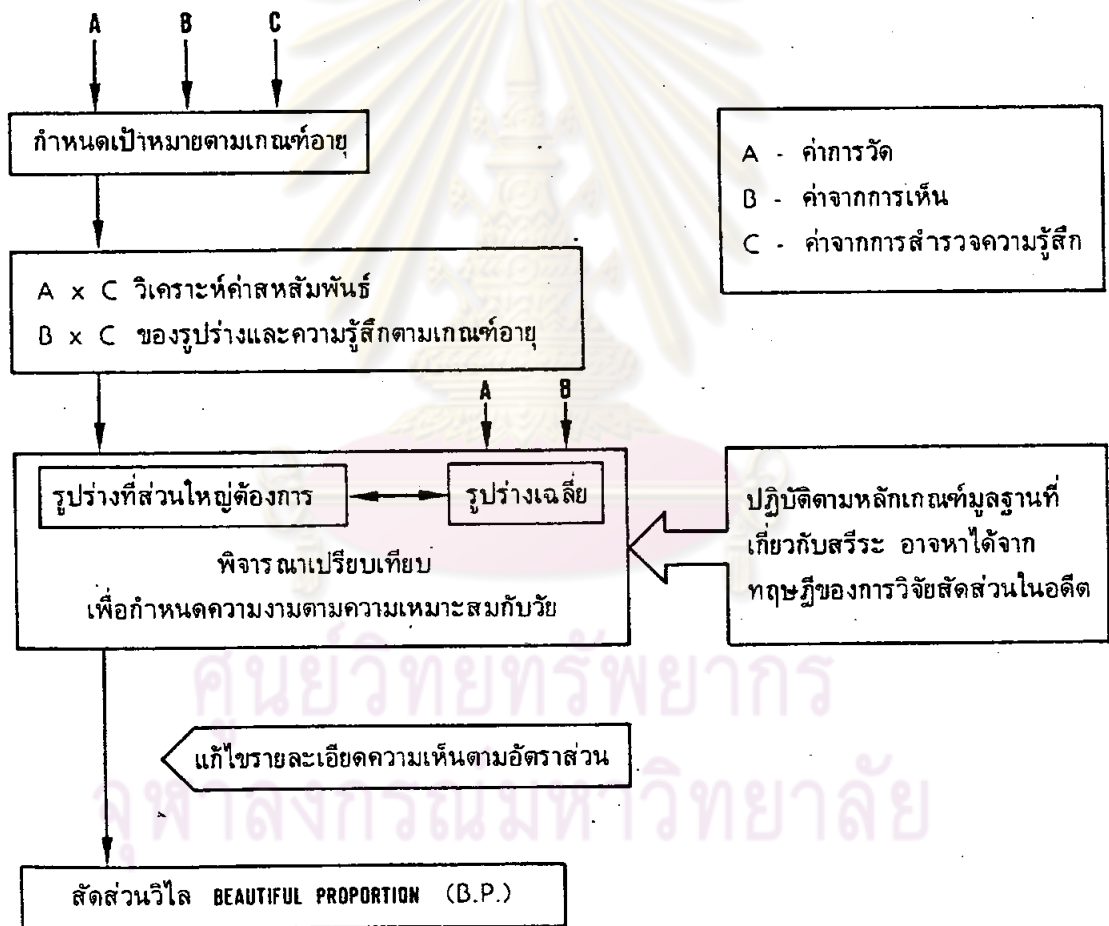 A B C
กำหนดเป้าหมายตามเกณฑ์อายุ
A - ค่าการวัด
B - ค่าจากการเห็น
C - ค่าจากการสำรวจความรู้สึก
A x C วิเคราะห์ค่าสหสัมพันธ์
B x C ของรูปร่างและความรู้สึกตามเกณฑ์อายุ
A B
รูปร่างที่ส่วนใหญ่ต้องการ
รูปร่างเฉลี่ย
พิจารณาเปรียบเทียบ
เพื่อกำหนดความงามตามความเหมาะสมกับวัย
ปฏิบัติตามหลักเกณฑ์มูลฐานที่
เกี่ยวกับสรีระ อาจหาได้จาก
ทฤษฎีของการวิจัยสัดส่วนในอดีต
ศูนย์วิทยทรัพยากร
แก้ไขรายละเอียดความเห็นตามอัตราส่วน
จุฬาลงกรณ์มหาวิทยาลัย
สัดส่วนวิไล BEAUTIFUL PROPORTION (B.P.)